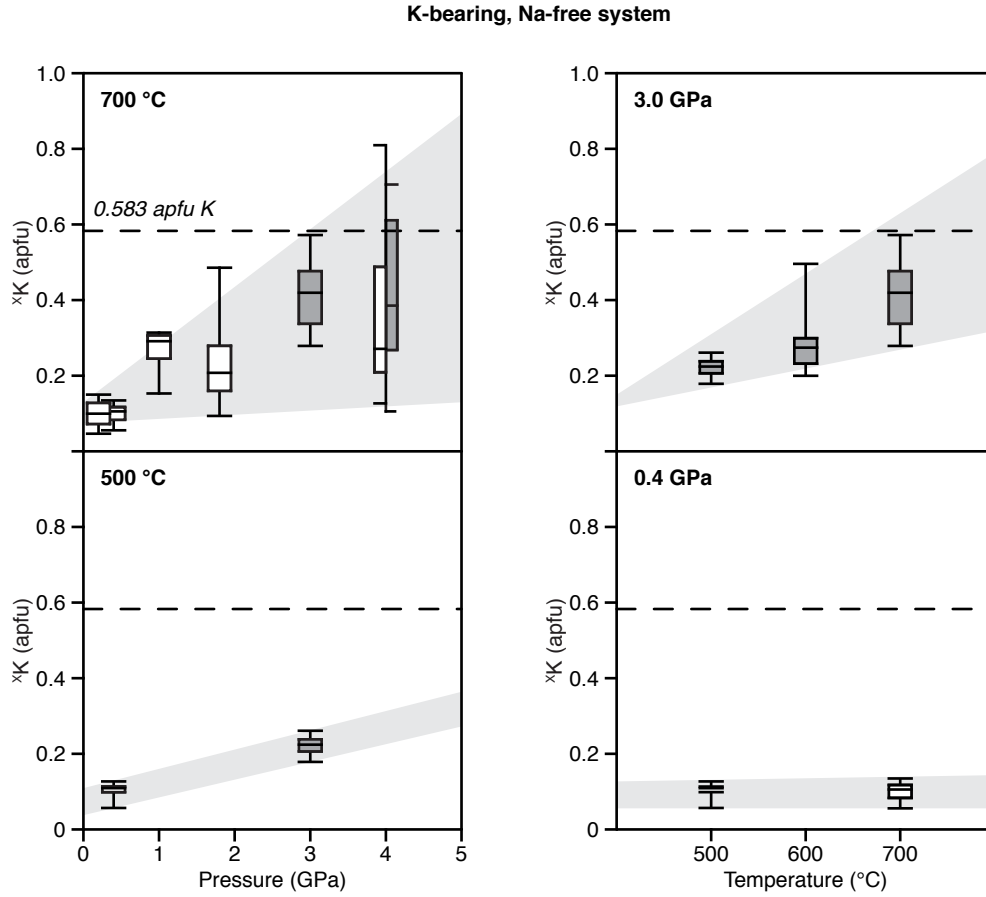 K-bearing, Na-free system
700 °C
1.0
0.8
0.6
0.4
0.2
0.583 apfu K
ˣK (apfu)
3.0 GPa
1.0
0.8
0.6
0.4
0.2
ˣK (apfu)
500 °C
0.8
0.6
0.4
0.2
0
ˣK (apfu)
0 1 2 3 4 5
Pressure (GPa)
0.4 GPa
0.8
0.6
0.4
0.2
0
ˣK (apfu)
500 600 700
Temperature (°C)